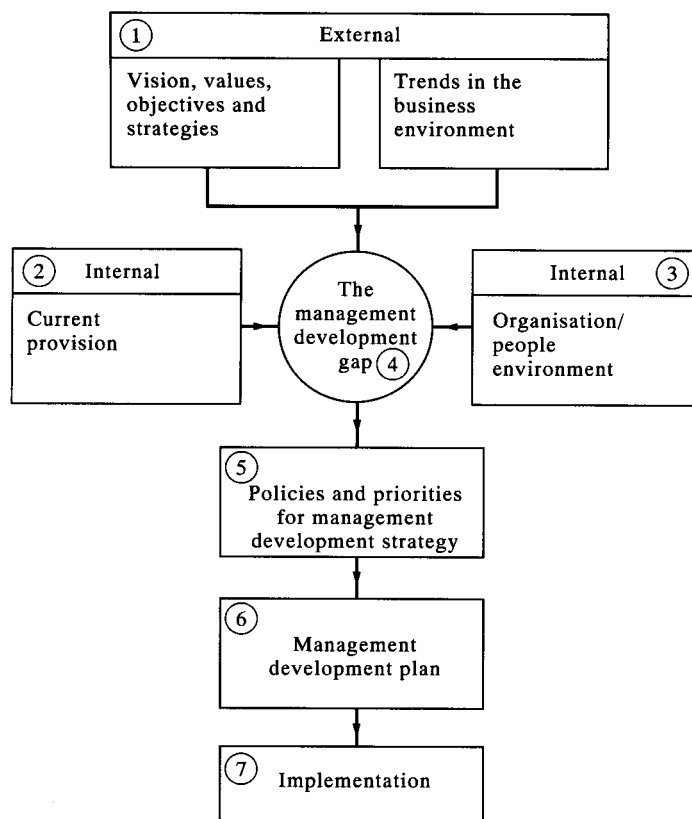 1 External
Vision, values,
objectives and
strategies
Trends in the
business
environment
2 Internal
Current
provision
The
management
development
gap 4
Internal 3
Organisation/
people
environment
5
Policies and priorities
for management
development strategy
6
Management
development plan
7
Implementation